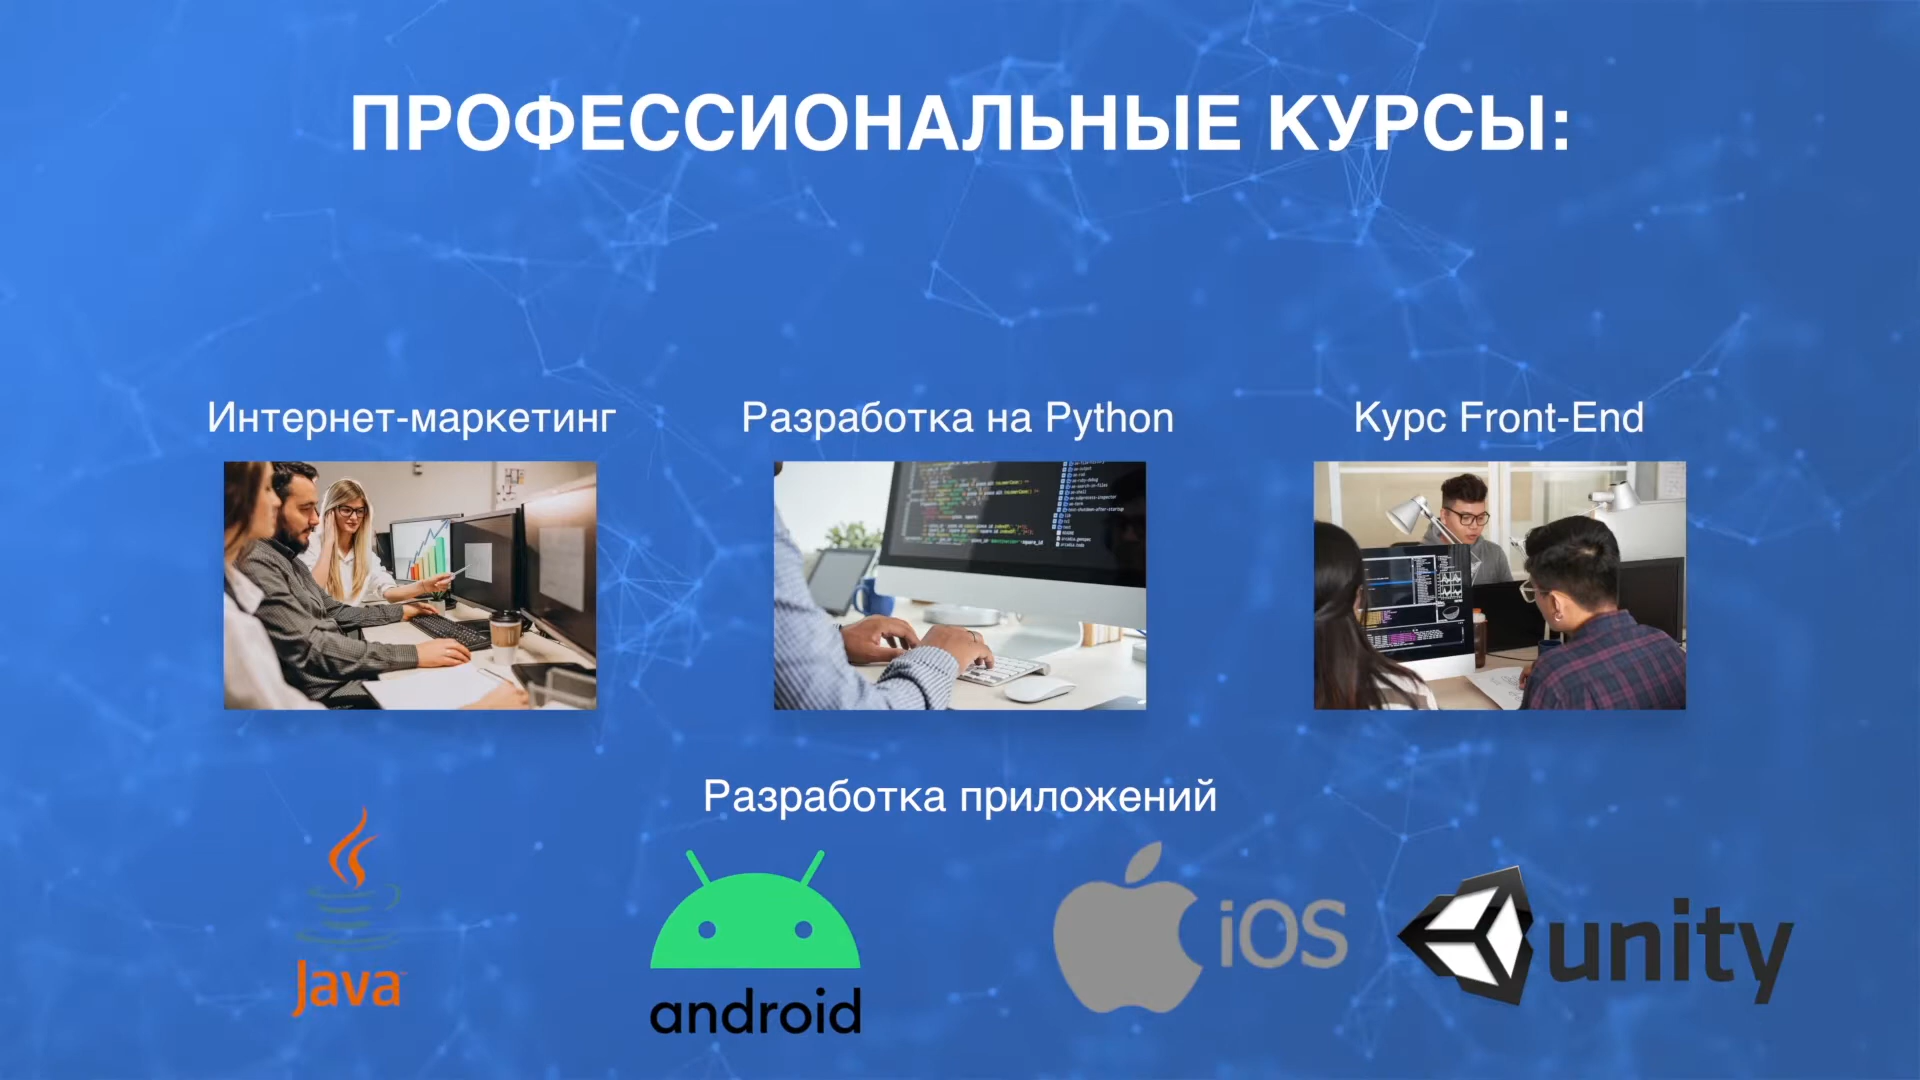 ПРОФЕССИОНАЛЬНЫЕ КУРСЫ:
Интернет-маркетинг
Разработка на Python
Курс Front-End
Разработка приложений
Java
android
iOS
unity